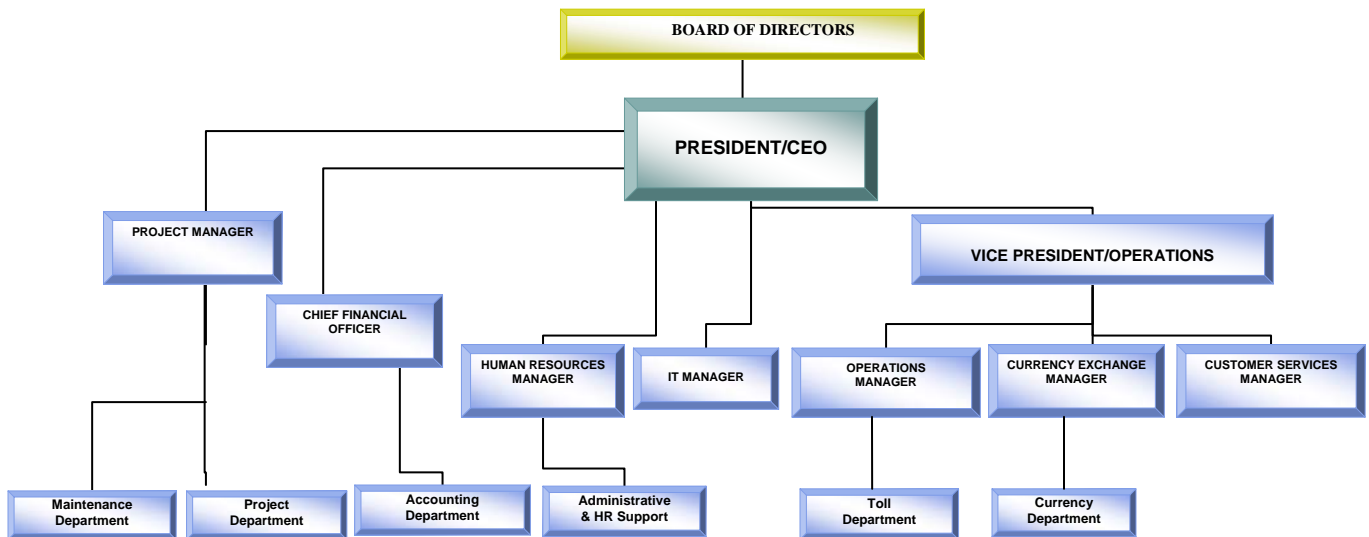 BOARD OF DIRECTORS
PRESIDENT/CEO
PROJECT MANAGER
VICE PRESIDENT/OPERATIONS
CHIEF FINANCIAL
OFFICER
HUMAN RESOURCES
MANAGER
IT MANAGER
OPERATIONS
MANAGER
CURRENCY EXCHANGE
MANAGER
CUSTOMER SERVICES
MANAGER
Maintenance
Department
Project
Department
Accounting
Department
Administrative
& HR Support
Toll
Department
Currency
Department